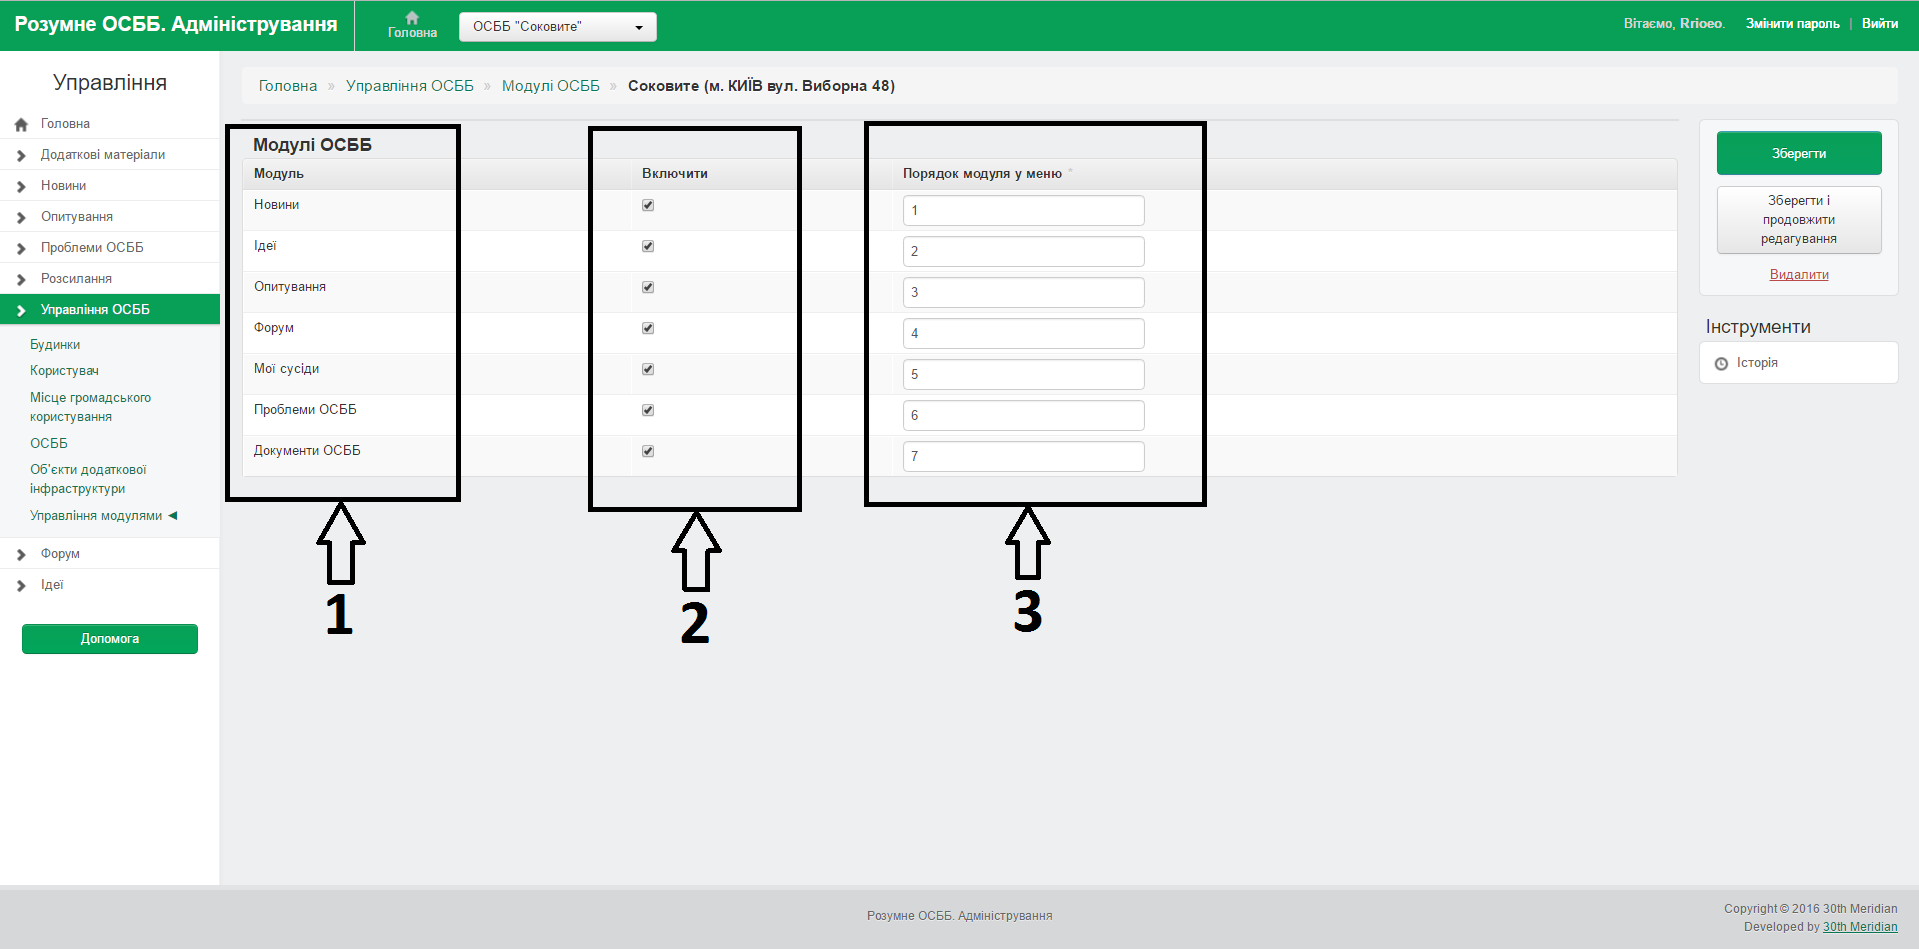 Розумне ОСББ. Адміністрування
Головна
ОСББ "Соковите"
Вітаємо, Rrioeo. Змінити пароль | Вийти
Управління
Головна
Додаткові матеріали
Новини
Опитування
Проблеми ОСББ
Розсилання
Управління ОСББ
Будинки
Користувач
Місце громадського
користування
ОСББ
Об'єкти додаткової
інфраструктури
Управління модулями
Форум
Ідеї
Допомога
Головна » Управління ОСББ » Модулі ОСББ » Соковите (м. КИЇВ вул. Виборна 48)
Модулі ОСББ
Модуль Включити Порядок модуля у меню *
Новини 1
Ідеї 2
Опитування 3
Форум 4
Мої сусіди 5
Проблеми ОСББ 6
Документи ОСББ 7
1
2
3
Зберегти
Зберегти і
продовжити
редагування
Видалити
Інструменти
Історія
Розумне ОСББ. Адміністрування
Copyright © 2016 30th Meridian
Developed by 30th Meridian